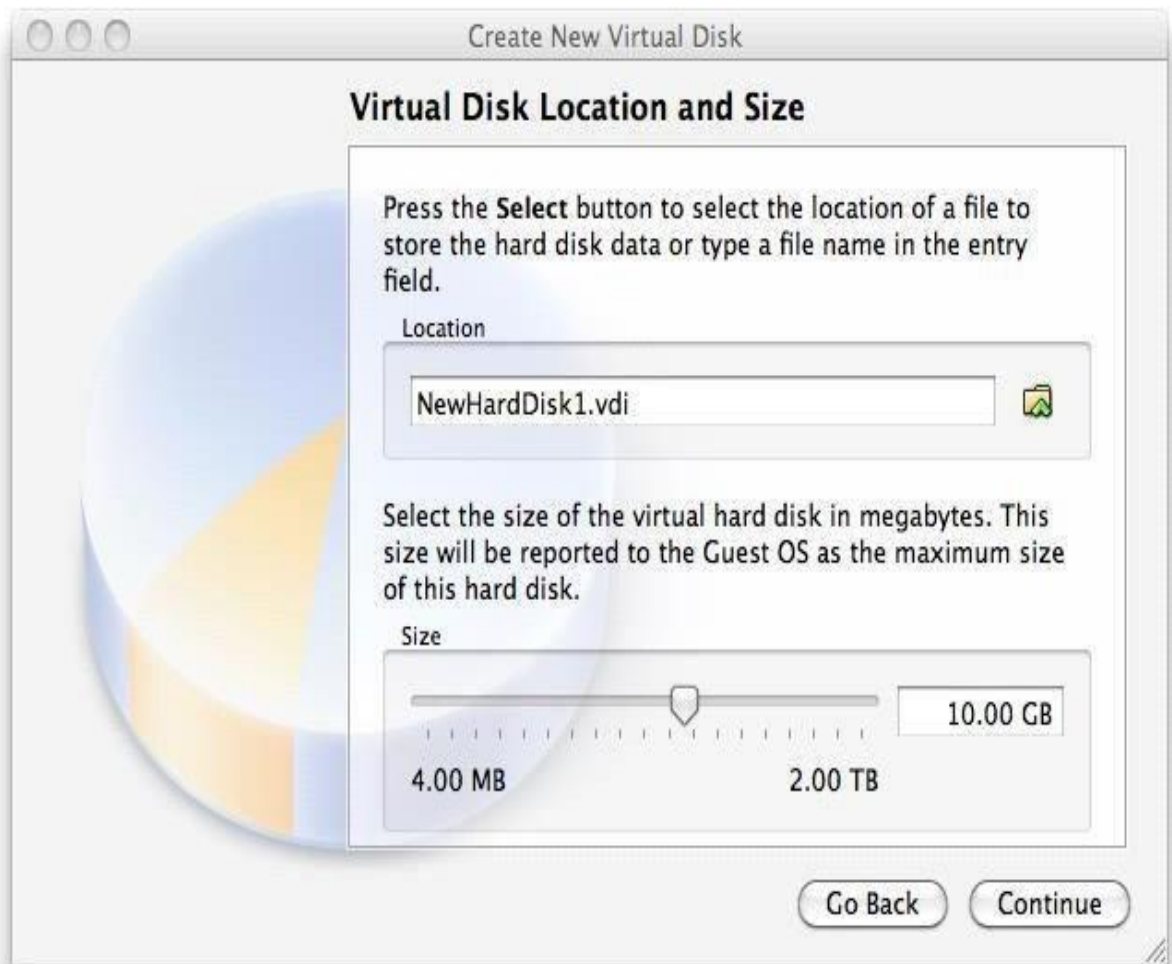 Create New Virtual Disk
Virtual Disk Location and Size
Press the Select button to select the location of a file to
store the hard disk data or type a file name in the entry
field.
Location
NewHardDisk1.vdi
Select the size of the virtual hard disk in megabytes. This
size will be reported to the Guest OS as the maximum size
of this hard disk.
Size
10.00 GB
4.00 MB 2.00 TB
Go Back Continue